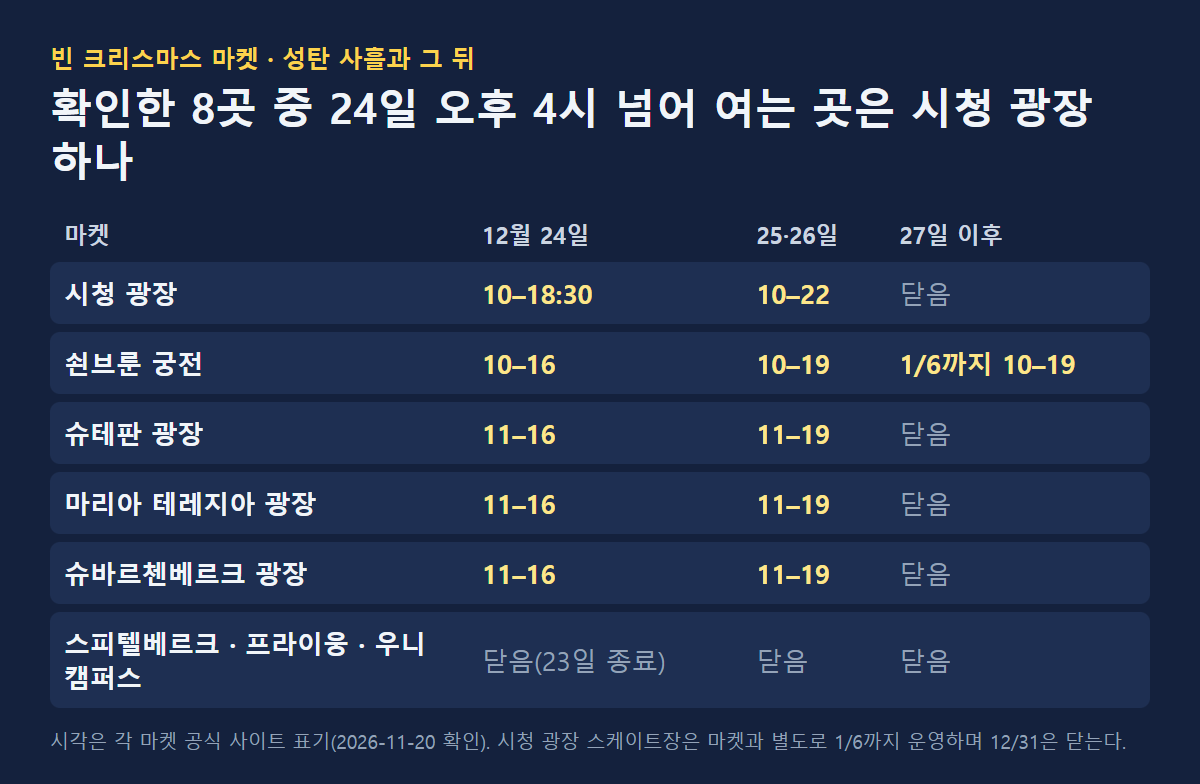 빈 크리스마스 마켓 · 성탄 사흘과 그 뒤
확인한 8곳 중 24일 오후 4시 넘어 여는 곳은 시청 광장
하나
마켓 12월 24일 25·26일 27일 이후
시청 광장 10–18:30 10–22 닫음
쇤브룬 궁전 10–16 10–19 1/6까지 10–19
슈테판 광장 11–16 11–19 닫음
마리아 테레지아 광장 11–16 11–19 닫음
슈바르첸베르크 광장 11–16 11–19 닫음
스피텔베르크 · 프라이웅 · 우니
캠퍼스 닫음(23일 종료) 닫음 닫음
시각은 각 마켓 공식 사이트 표기(2026-11-20 확인). 시청 광장 스케이트장은 마켓과 별도로 1/6까지 운영하며 12/31은 닫는다.